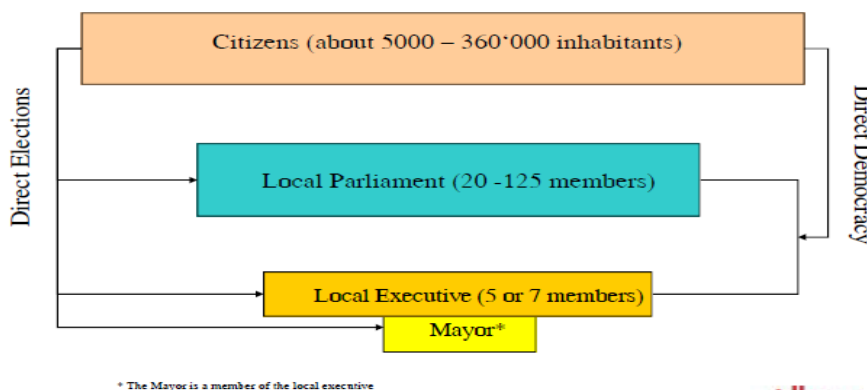 Citizens (about 5000 – 360‘000 inhabitants)
Direct Elections
Direct Democracy
Local Parliament (20 -125 members)
Local Executive (5 or 7 members)
Mayor*
* The Mayor is a member of the local executive